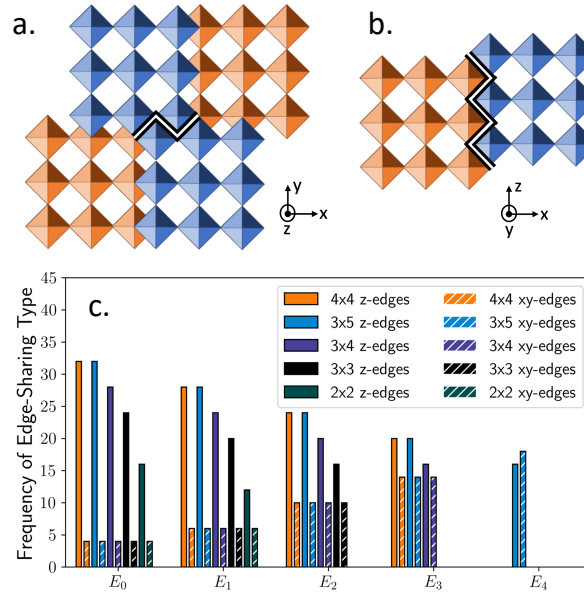 a.
b.
y
z
x
z
y
x
c.
Frequency of Edge-Sharing Type
45
40
35
30
25
20
15
10
5
0
4x4 z-edges
3x5 z-edges
3x4 z-edges
3x3 z-edges
2x2 z-edges
4x4 xy-edges
3x5 xy-edges
3x4 xy-edges
3x3 xy-edges
2x2 xy-edges
E₀ E₁ E₂ E₃ E₄